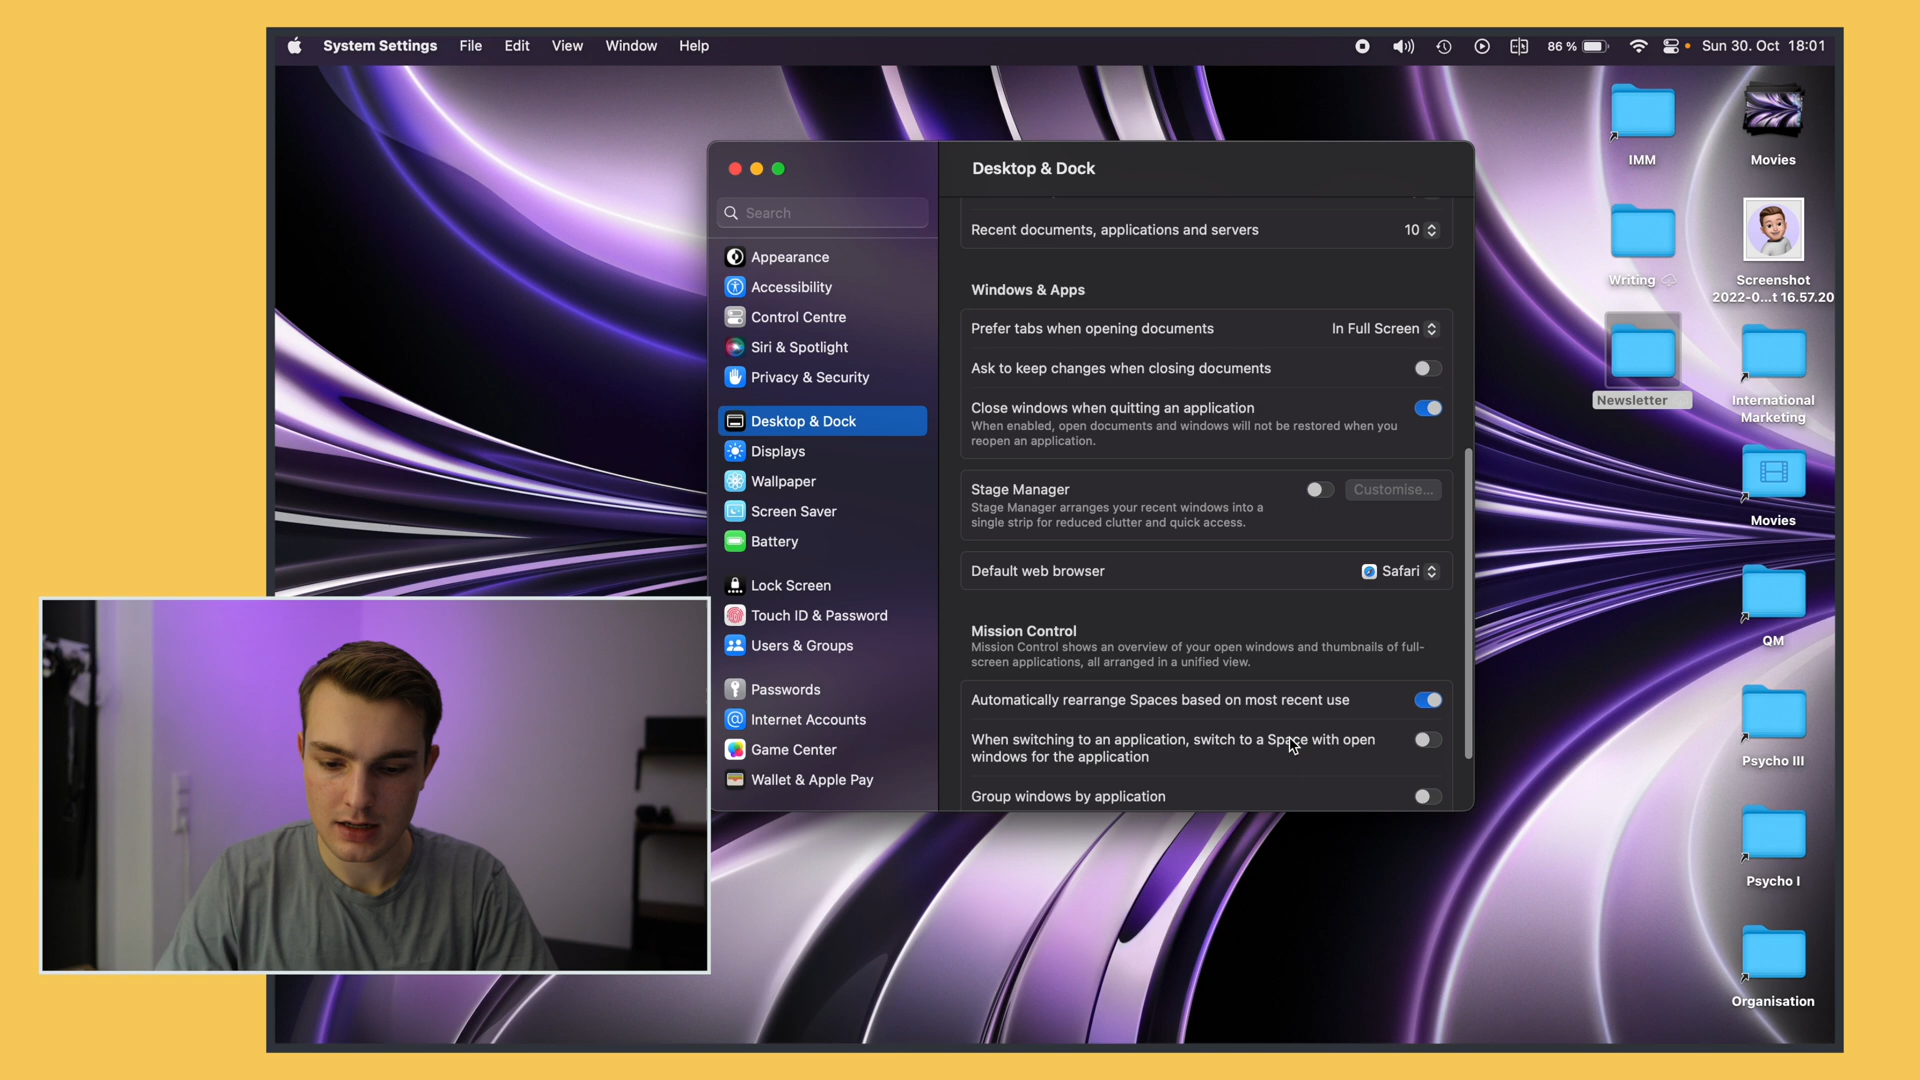 System Settings File Edit View Window Help
86 % Sun 30. Oct 18:01
Desktop & Dock
Search
Appearance
Accessibility
Control Centre
Siri & Spotlight
Privacy & Security
Desktop & Dock
Displays
Wallpaper
Screen Saver
Battery
Lock Screen
Touch ID & Password
Users & Groups
Passwords
Internet Accounts
Game Center
Wallet & Apple Pay
Recent documents, applications and servers 10
Windows & Apps
Prefer tabs when opening documents In Full Screen
Ask to keep changes when closing documents
Close windows when quitting an application
When enabled, open documents and windows will not be restored when you
reopen an application.
Stage Manager Customise...
Stage Manager arranges your recent windows into a
single strip for reduced clutter and quick access.
Default web browser Safari
Mission Control
Mission Control shows an overview of your open windows and thumbnails of full-
screen applications, all arranged in a unified view.
Automatically rearrange Spaces based on most recent use
When switching to an application, switch to a Space with open
windows for the application
Group windows by application
IMM
Writing
Newsletter
Movies
Screenshot
2022-0...t 16.57.20
International
Marketing
Movies
QM
Psycho III
Psycho I
Organisation